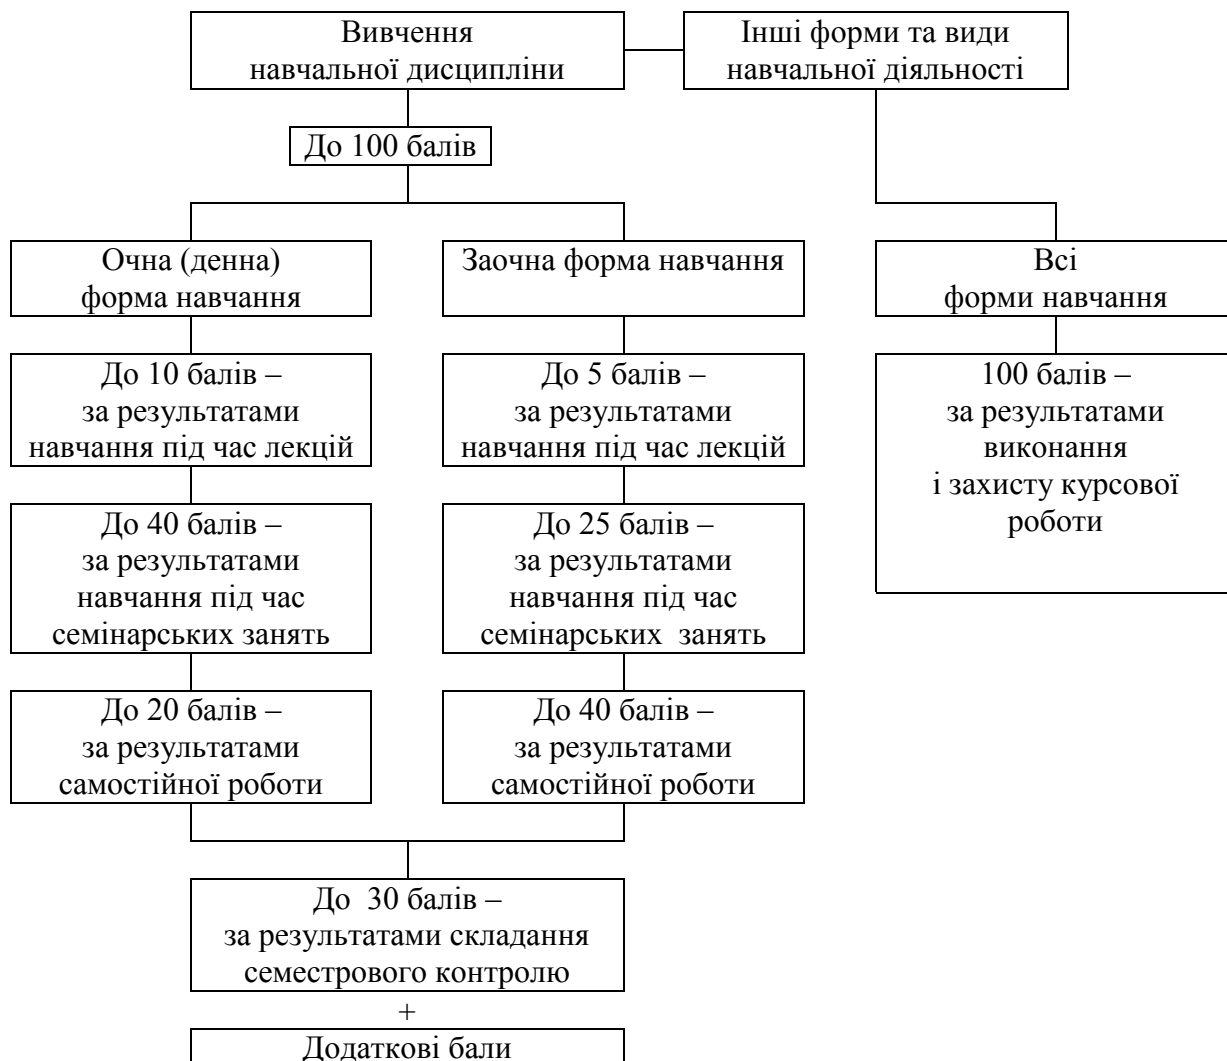 Вивчення
навчальної дисципліни
Інші форми та види
навчальної діяльності
До 100 балів
Очна (денна)
форма навчання
Заочна форма навчання
Всі
форми навчання
До 10 балів –
за результатами
навчання під час лекцій
До 5 балів –
за результатами
навчання під час лекцій
100 балів –
за результатами
виконання
і захисту курсової
роботи
До 40 балів –
за результатами
навчання під час
семінарських занять
До 25 балів –
за результатами
навчання під час
семінарських занять
До 20 балів –
за результатами
самостійної роботи
До 40 балів –
за результатами
самостійної роботи
До 30 балів –
за результатами складання
семестрового контролю
+
Додаткові бали